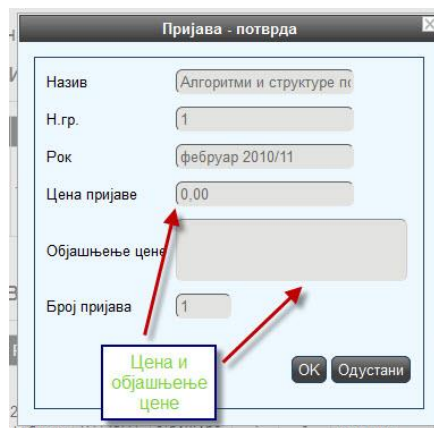 Пријава - потврда
Назив
Алгоритми и структуре по
Н.гр.
1
Рок
фебруар 2010/11
Цена пријаве
0,00
Објашњење цене
Број пријава
1
Цена и
објашњење
цене
OK
Одустани